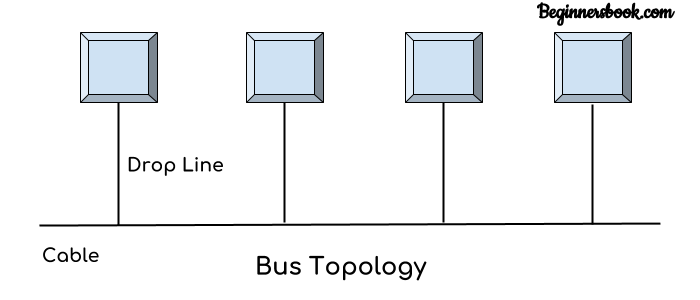 Beginnersbook.com
Drop Line
Cable
Bus Topology